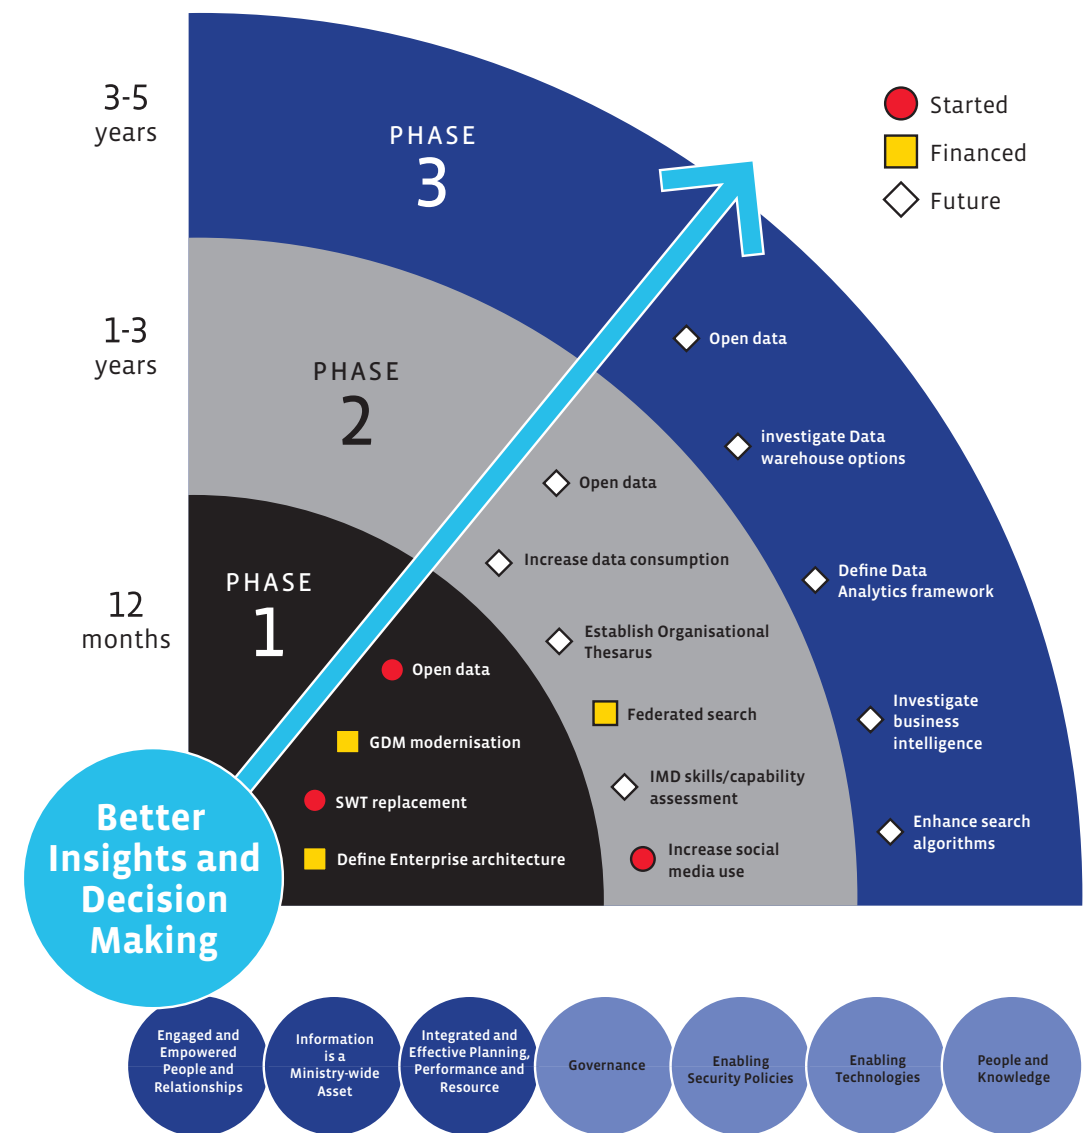 3-5
years
PHASE
3
Started
Financed
Future
1-3
years
PHASE
2
Open data
investigate Data
warehouse options
Define Data
Analytics framework
Investigate
business
intelligence
Enhance search
algorithms
Open data
Increase data consumption
Establish Organisational
Thesarus
Federated search
IMD skills/capability
assessment
Increase social
media use
12
months
PHASE
1
Open data
GDM modernisation
SWT replacement
Define Enterprise architecture
Better
Insights and
Decision
Making
Engaged and
Empowered
People and
Relationships
Information
is a
Ministry-wide
Asset
Integrated and
Effective Planning,
Performance and
Resource
Governance
Enabling
Security Policies
Enabling
Technologies
People and
Knowledge